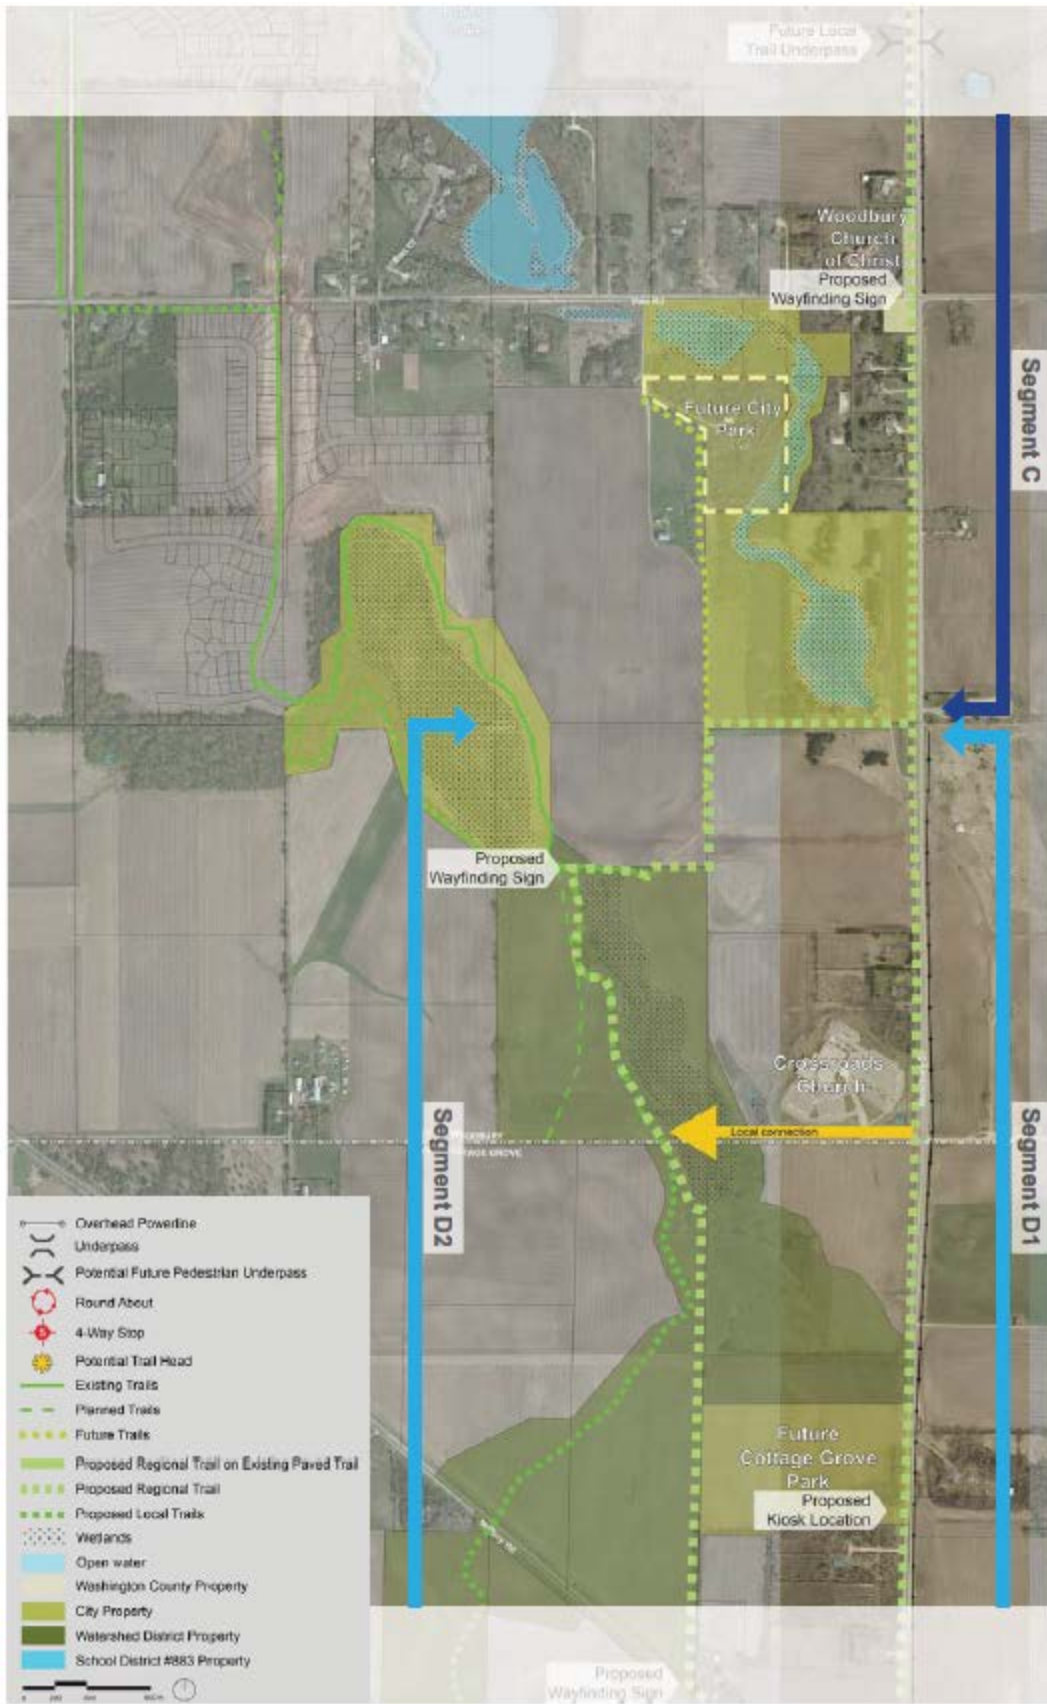 Future Local
Trail Underpass
Woodbury
Church
of Christ
Proposed
Wayfinding Sign
Segment C
Future City
Park
Proposed
Wayfinding Sign
Crossroads
Church
Local connection
Segment D2
Segment D1
Future
Cottage Grove
Park
Proposed
Kiosk Location
Proposed
Wayfinding Sign
Overhead Powerline
Underpass
Potential Future Pedestrian Underpass
Round About
4-Way Stop
Potential Trail Head
Existing Trails
Planned Trails
Future Trails
Proposed Regional Trail on Existing Paved Trail
Proposed Regional Trail
Proposed Local Trails
Wetlands
Open water
Washington County Property
City Property
Watershed District Property
School District #883 Property